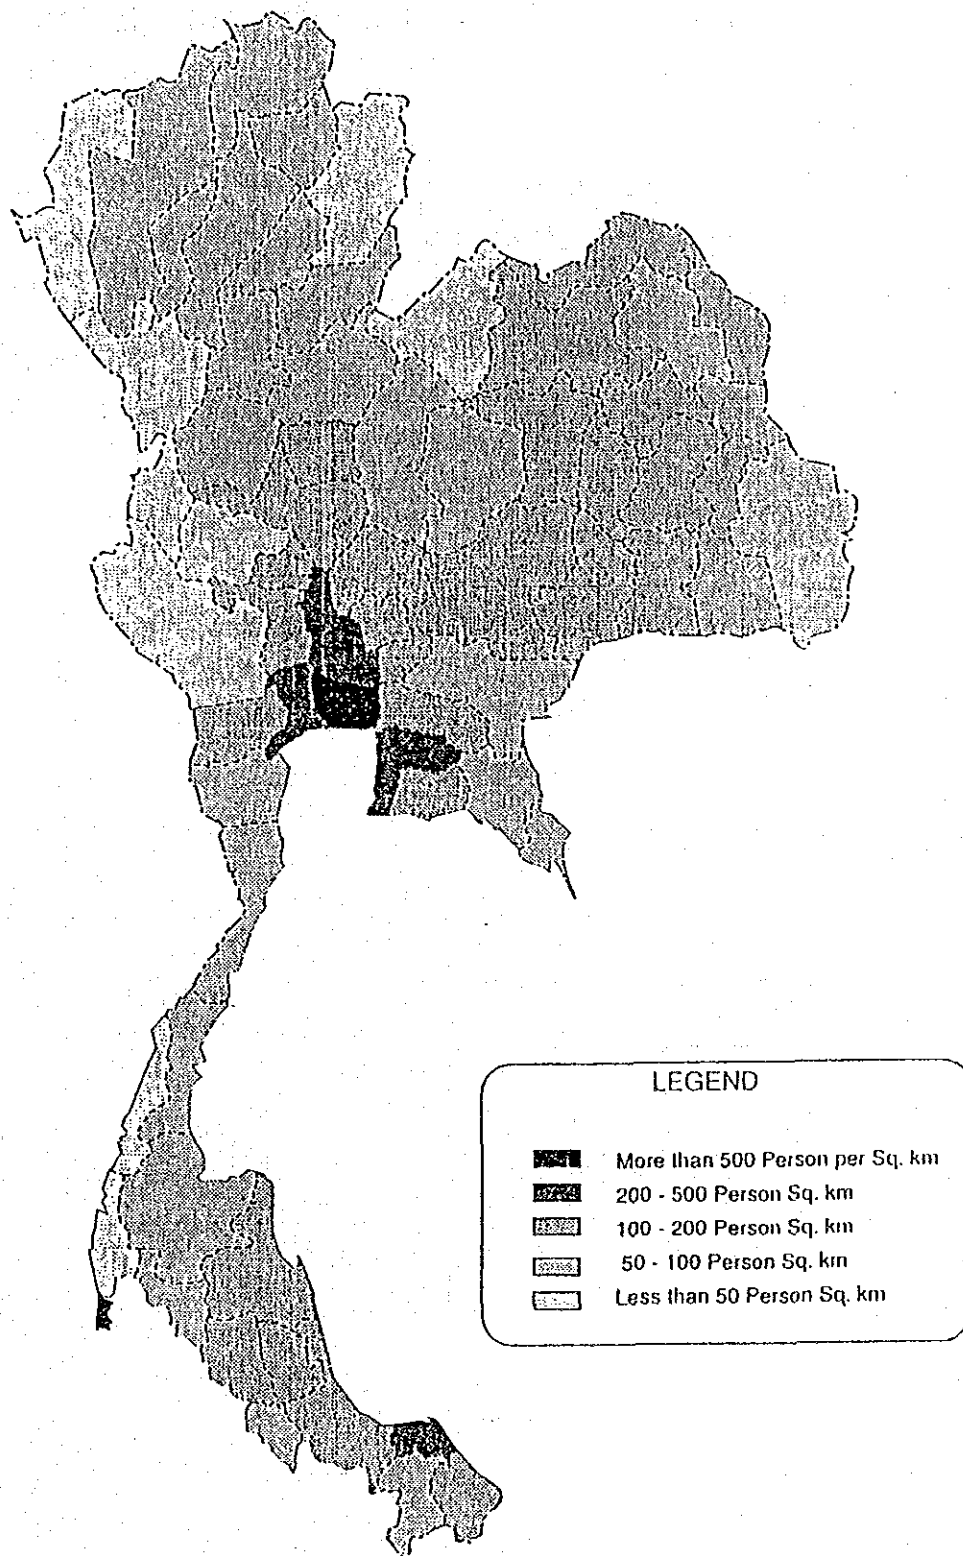 LEGEND
More than 500 Person per Sq. km
200 - 500 Person Sq. km
100 - 200 Person Sq. km
50 - 100 Person Sq. km
Less than 50 Person Sq. km